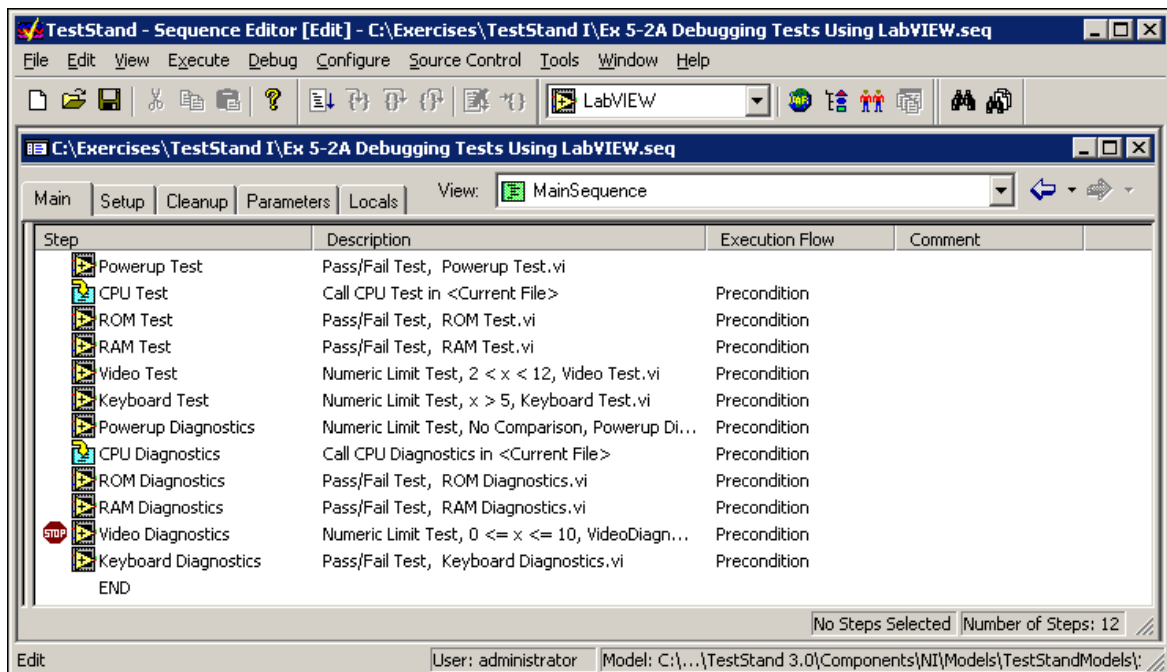 TestStand - Sequence Editor [Edit] - C:\Exercises\TestStand I\Ex 5-2A Debugging Tests Using LabVIEW.seq
File Edit View Execute Debug Configure Source Control Tools Window Help
LabVIEW
C:\Exercises\TestStand I\Ex 5-2A Debugging Tests Using LabVIEW.seq
Main Setup Cleanup Parameters Locals View: MainSequence
Step Description Execution Flow Comment
Powerup Test Pass/Fail Test, Powerup Test.vi
CPU Test Call CPU Test in <Current File> Precondition
ROM Test Pass/Fail Test, ROM Test.vi Precondition
RAM Test Pass/Fail Test, RAM Test.vi Precondition
Video Test Numeric Limit Test, 2 < x < 12, Video Test.vi Precondition
Keyboard Test Numeric Limit Test, x > 5, Keyboard Test.vi Precondition
Powerup Diagnostics Numeric Limit Test, No Comparison, Powerup Di... Precondition
CPU Diagnostics Call CPU Diagnostics in <Current File> Precondition
ROM Diagnostics Pass/Fail Test, ROM Diagnostics.vi Precondition
RAM Diagnostics Pass/Fail Test, RAM Diagnostics.vi Precondition
STOP Video Diagnostics Numeric Limit Test, 0 <= x <= 10, VideoDiagn... Precondition
Keyboard Diagnostics Pass/Fail Test, Keyboard Diagnostics.vi Precondition
END
No Steps Selected Number of Steps: 12
Edit User: administrator Model: C:\...\TestStand 3.0\Components\NI\Models\TestStandModels\